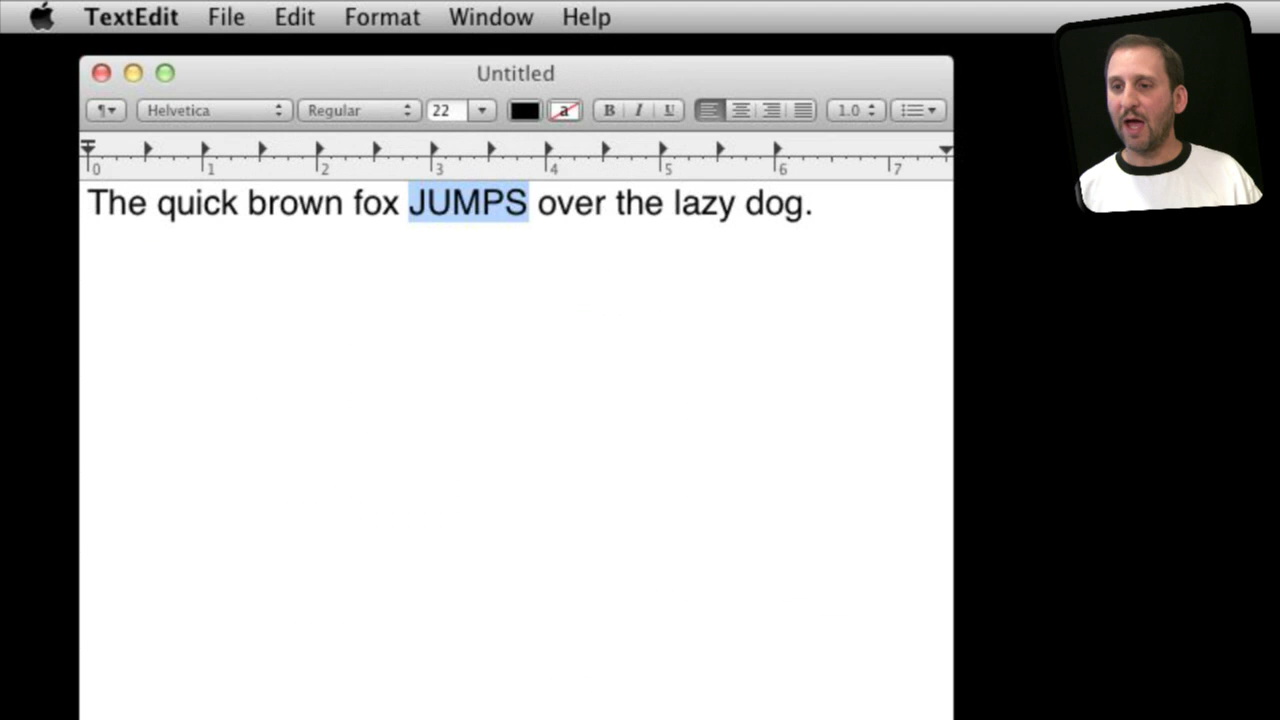 TextEdit File Edit Format Window Help
Untitled
¶ Helvetica Regular 22 a B I U 1.0
0 1 2 3 4 5 6 7
The quick brown fox JUMPS over the lazy dog.